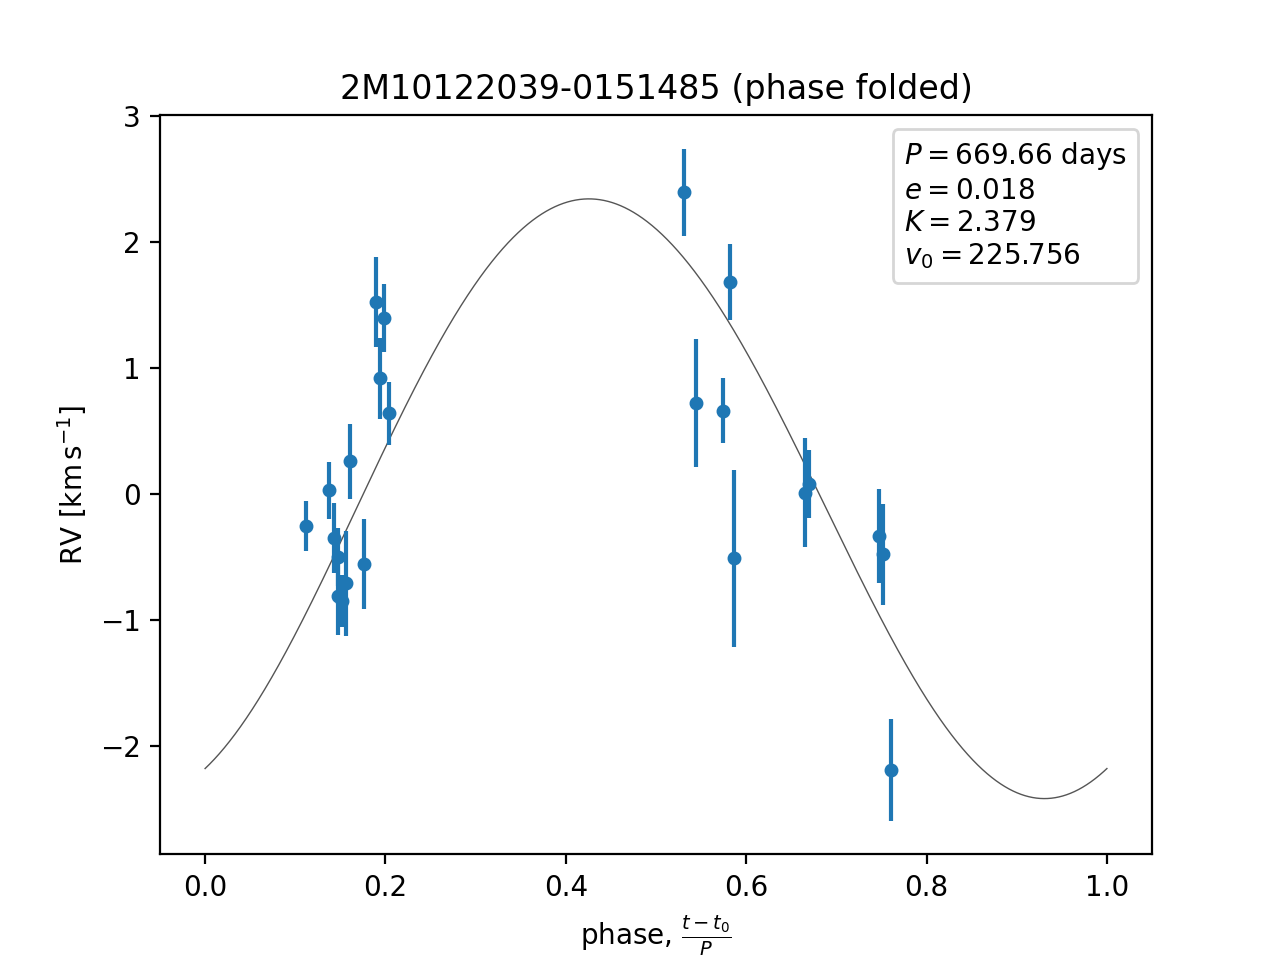 2M10122039-0151485 (phase folded)
P = 669.66 days
e = 0.018
K = 2.379
v₀ = 225.756
3
2
1
0
−1
−2
RV [km s⁻¹]
0.0 0.2 0.4 0.6 0.8 1.0
phase, (t − t₀)/P